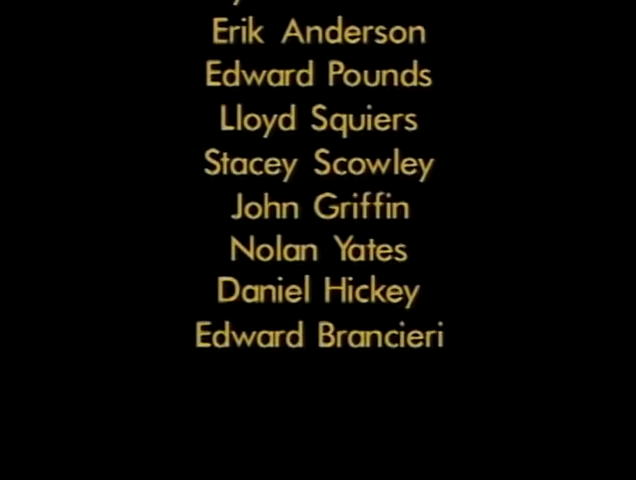 Erik Anderson
Edward Pounds
Lloyd Squiers
Stacey Scowley
John Griffin
Nolan Yates
Daniel Hickey
Edward Brancieri